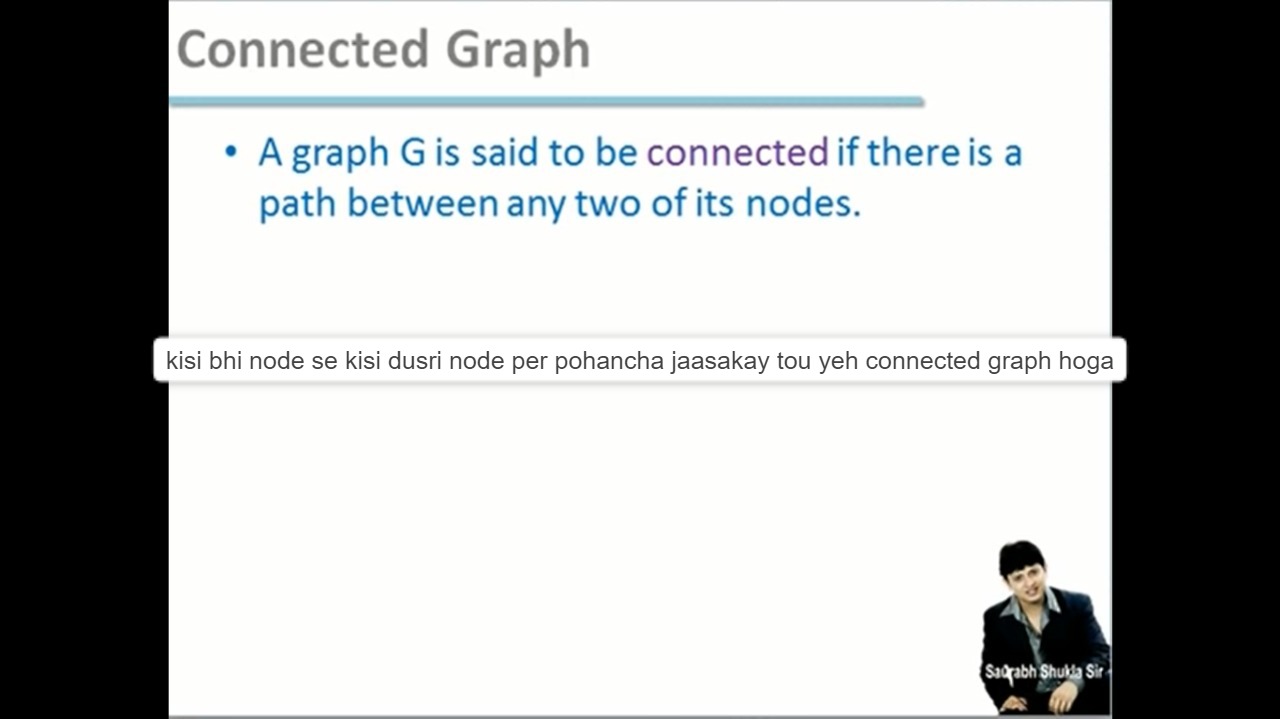 Connected Graph
• A graph G is said to be connected if there is a
path between any two of its nodes.
kisi bhi node se kisi dusri node per pohancha jaasakay tou yeh connected graph hoga
Saurabh Shukla Sir